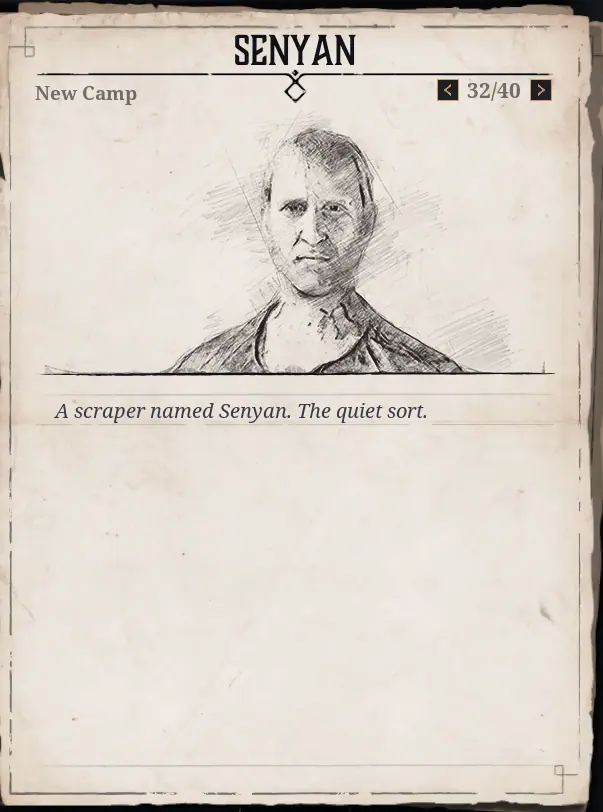 SENYAN
New Camp
< 32/40 >
A scraper named Senyan. The quiet sort.